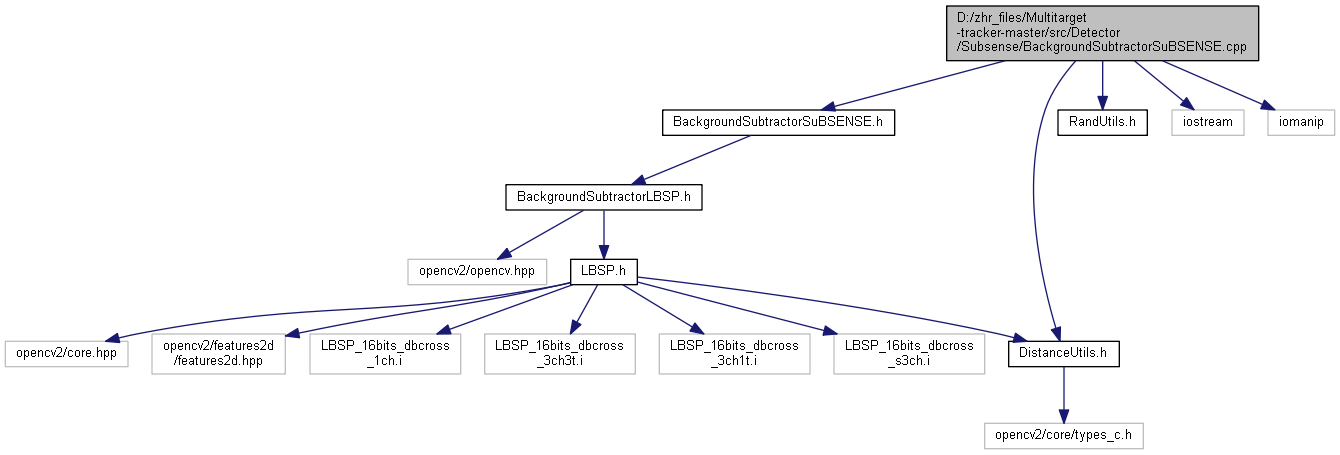 D:/zhr_files/Multitarget
-tracker-master/src/Detector
/Subsense/BackgroundSubtractorSuBSENSE.cpp
BackgroundSubtractorSuBSENSE.h
RandUtils.h
iostream
iomanip
BackgroundSubtractorLBSP.h
opencv2/opencv.hpp
LBSP.h
opencv2/core.hpp
opencv2/features2d
/features2d.hpp
LBSP_16bits_dbcross
_1ch.i
LBSP_16bits_dbcross
_3ch3t.i
LBSP_16bits_dbcross
_3ch1t.i
LBSP_16bits_dbcross
_s3ch.i
DistanceUtils.h
opencv2/core/types_c.h